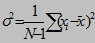 σ² = 1/(N-1) Σ(xᵢ - x̄)²